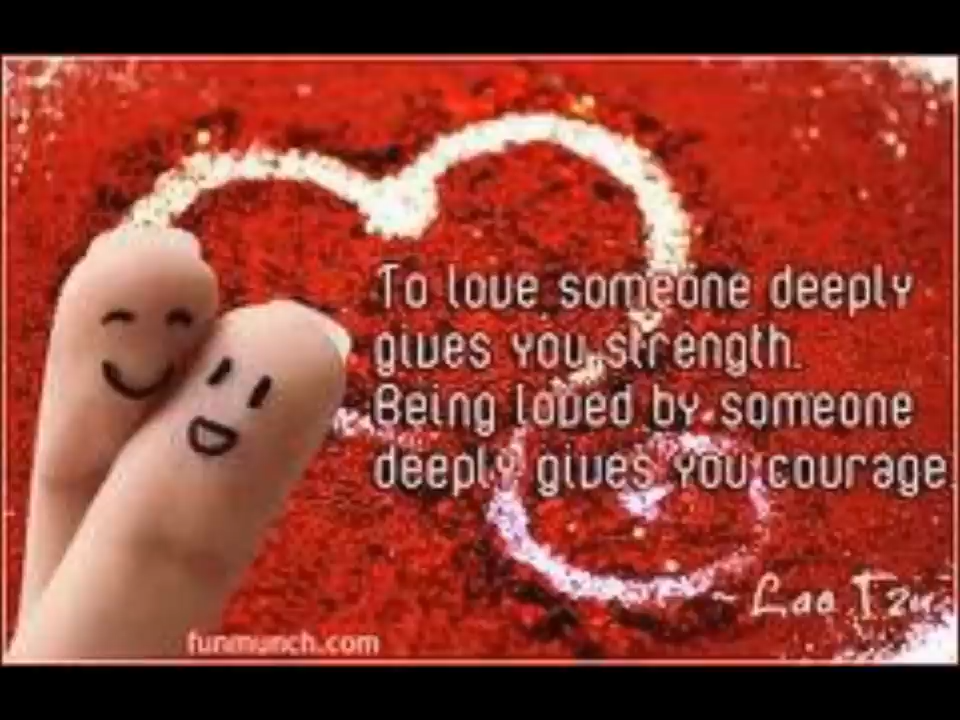 To love someone deeply
gives you strength.
Being loved by someone
deeply gives you courage.
~ Lao Tzu
funmunch.com